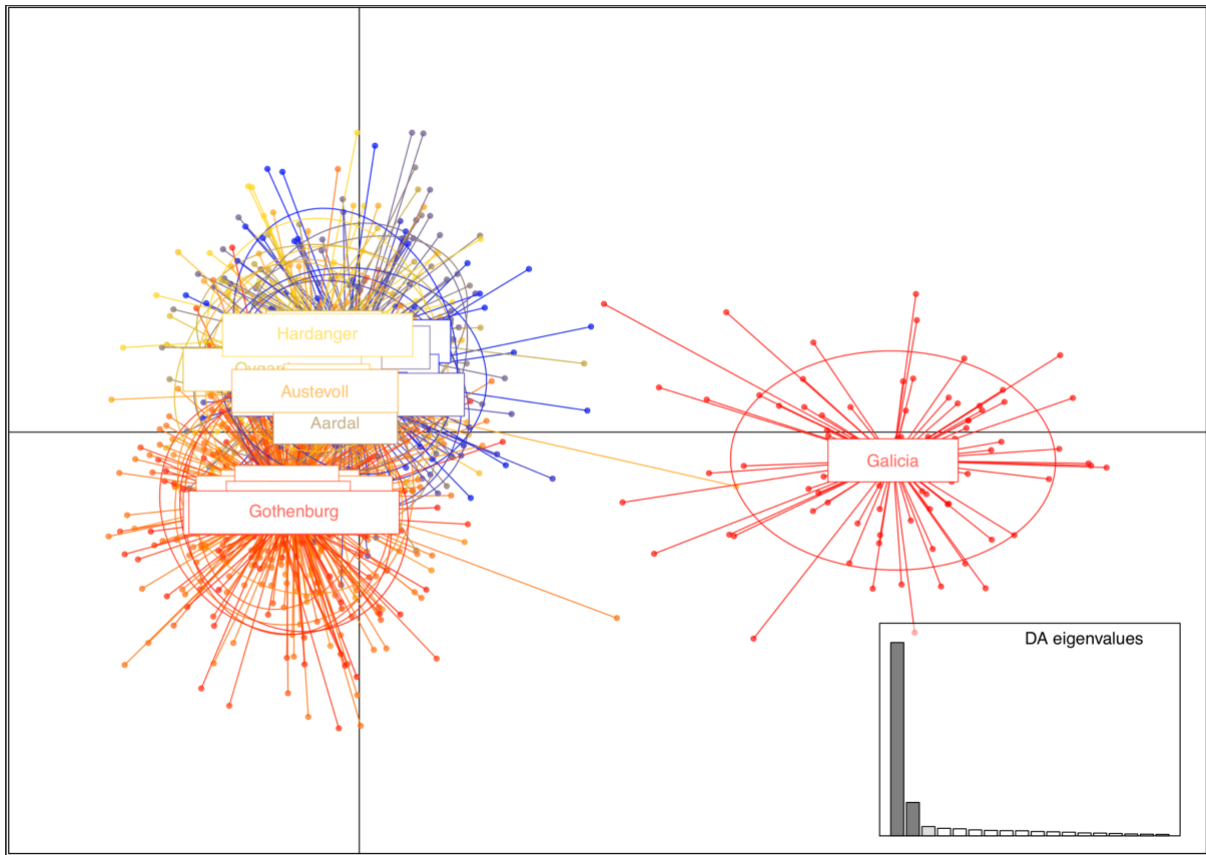 Hardanger
Austevoll
Aardal
Galicia
Gothenburg
DA eigenvalues